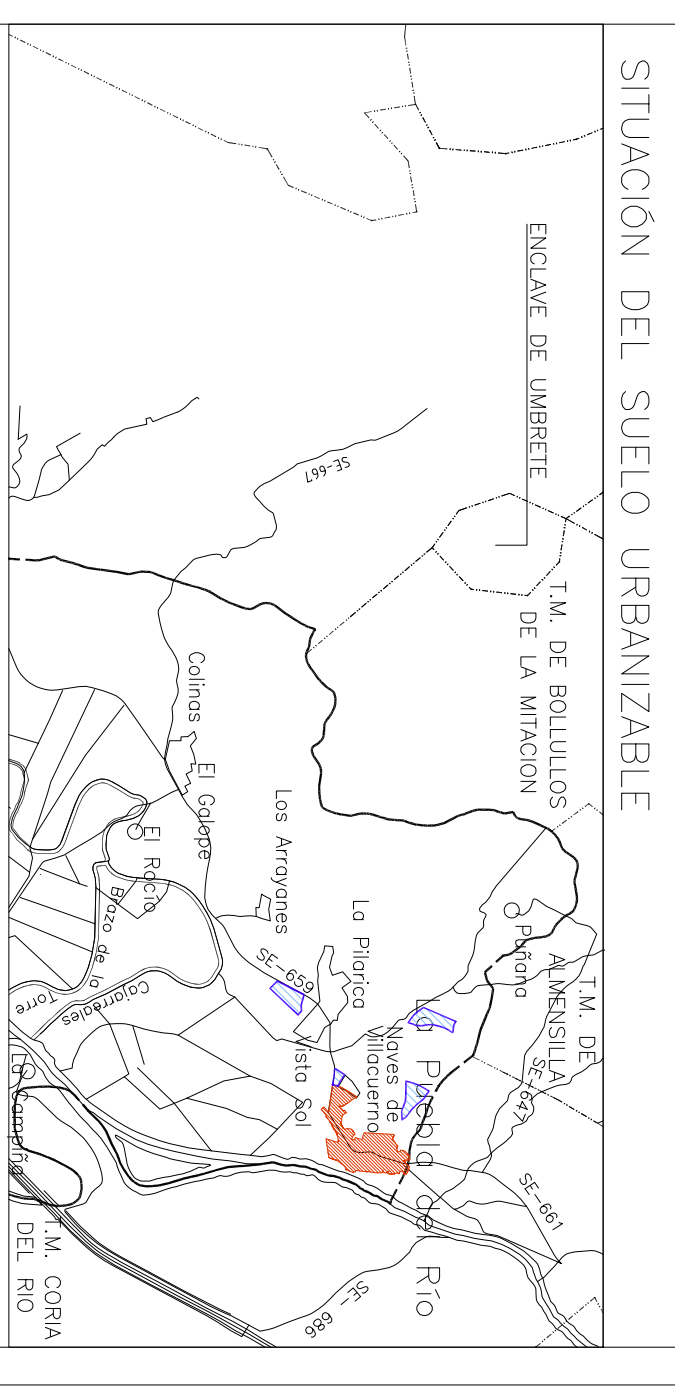 SITUACIÓN DEL SUELO URBANIZABLE
ENCLAVE DE UMBRETE
T.M. DE BOLLULLOS
DE LA MITACION
T.M. DE
ALMENSILLA
SE-647
SE-661
Puñana
SE-667
La Puebla del Río
Naves de
Villacuerno
La Pilarica
Vista Sol
SE-659
SE-686
Los Arrayanes
Colinas
El Galope
El Rocío
Brazo de la
Torre
Cajarreales
La Campiña
T.M. CORIA
DEL RIO